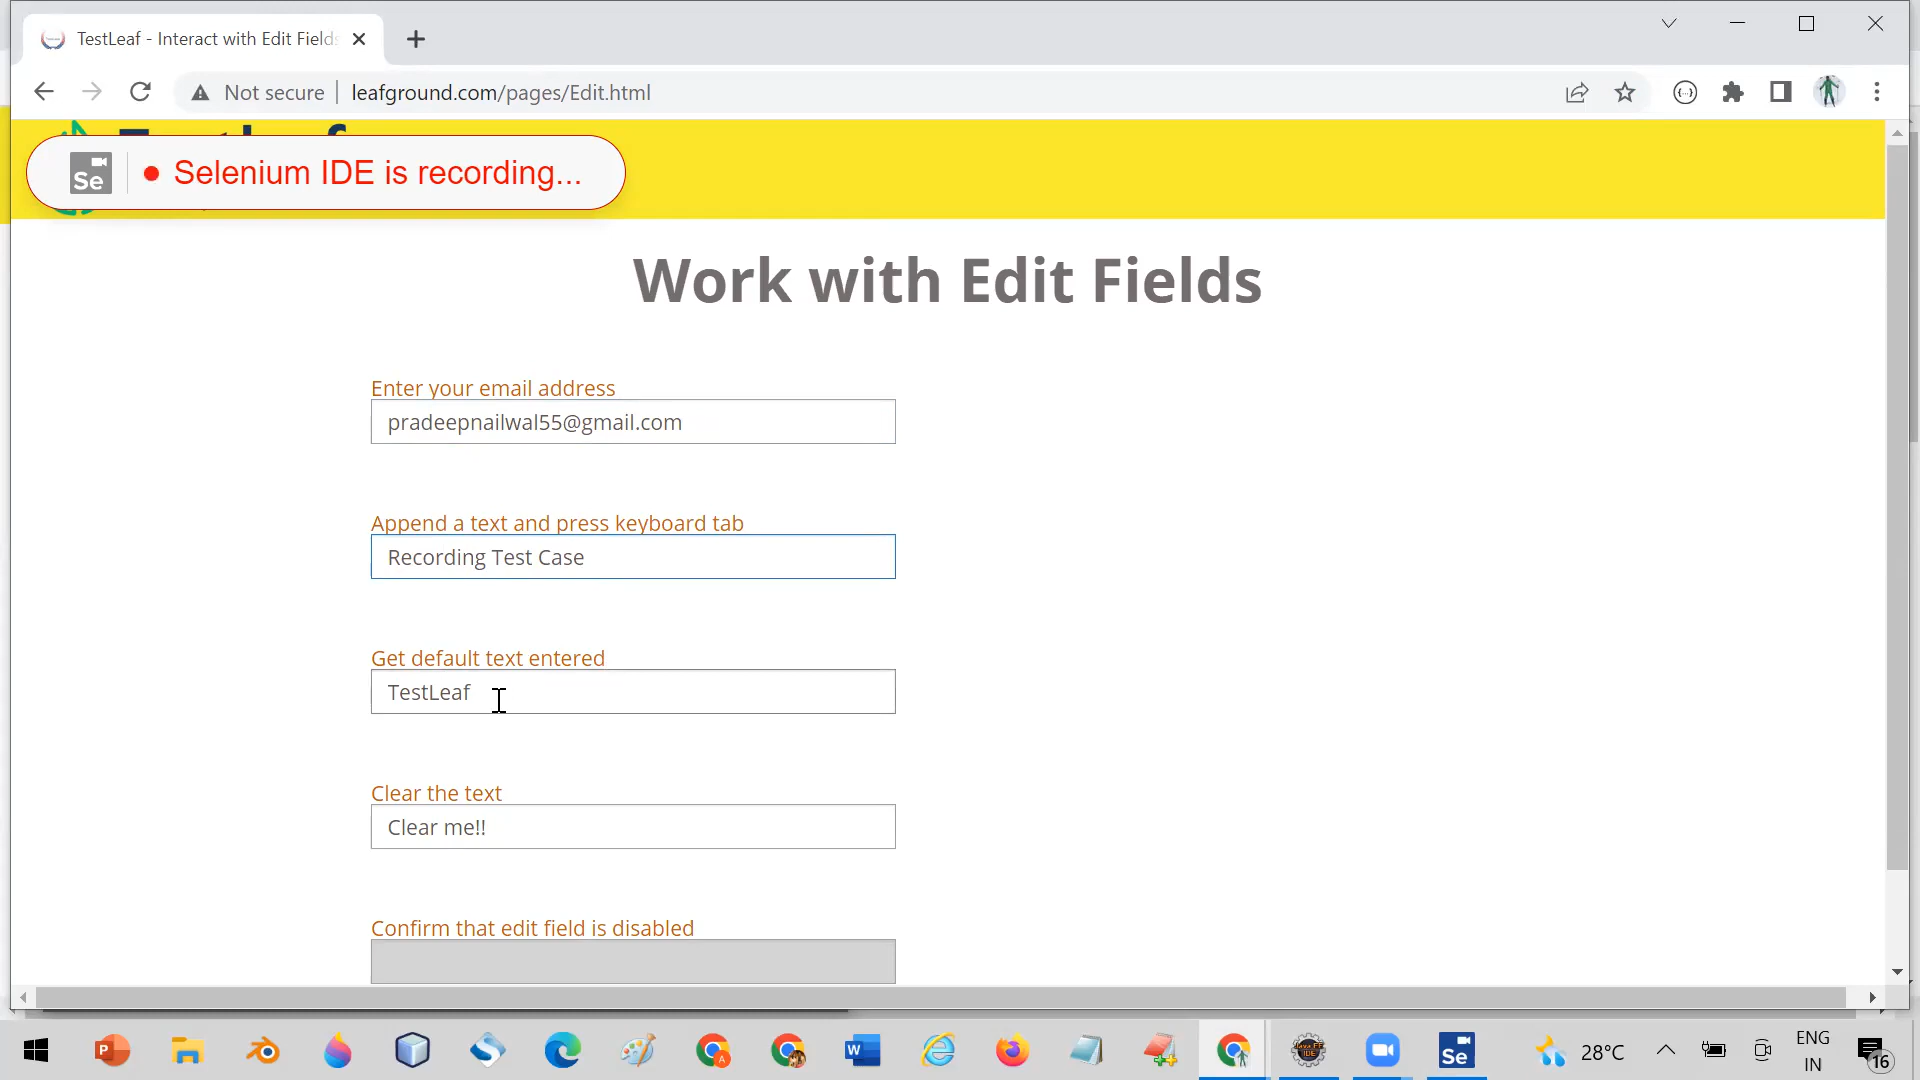 TestLeaf - Interact with Edit Fields
Not secure | leafground.com/pages/Edit.html
Se
Selenium IDE is recording...
Work with Edit Fields
Enter your email address
pradeepnailwal55@gmail.com
Append a text and press keyboard tab
Recording Test Case
Get default text entered
TestLeaf
Clear the text
Clear me!!
Confirm that edit field is disabled
28°C
ENG
IN
16